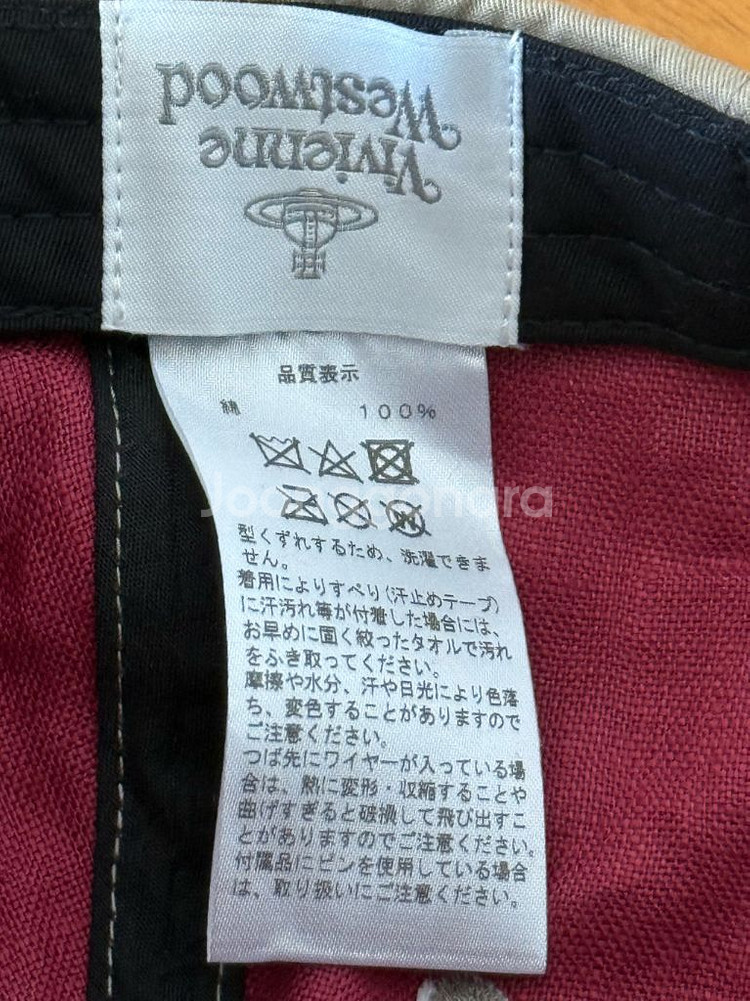 Vivienne
Westwood
品質表示
綿 100%
型くずれするため、洗濯できま
せん。
着用によりすべり(汗止めテープ)
に汗汚れ等が付着した場合には、
お早めに固く絞ったタオルで汚れ
をふき取ってください。
摩擦や水分、汗や日光により色落
ち、変色することがありますので
ご注意ください。
つば先にワイヤーが入っている場
合は、熱に変形・収縮することや
曲げすぎると破損して飛び出すこ
とがありますのでご注意ください。
付属品にピンを使用している場合
は、取り扱いにご注意ください。
Joonggonara